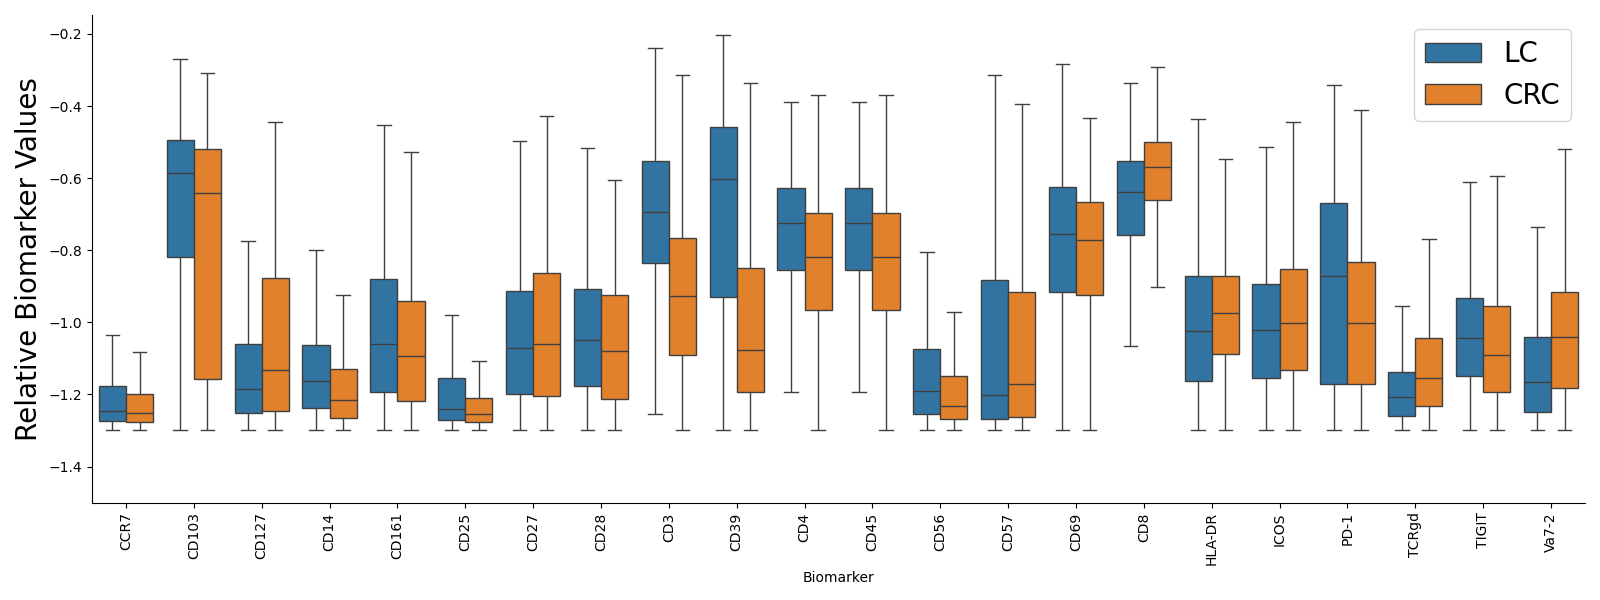 Relative Biomarker Values
−0.2
−0.4
−0.6
−0.8
−1.0
−1.2
−1.4
LC
CRC
CCR7
CD103
CD127
CD14
CD161
CD25
CD27
CD28
CD3
CD39
CD4
CD45
CD56
CD57
CD69
CD8
HLA-DR
ICOS
PD-1
TCRgd
TIGIT
Va7-2
Biomarker